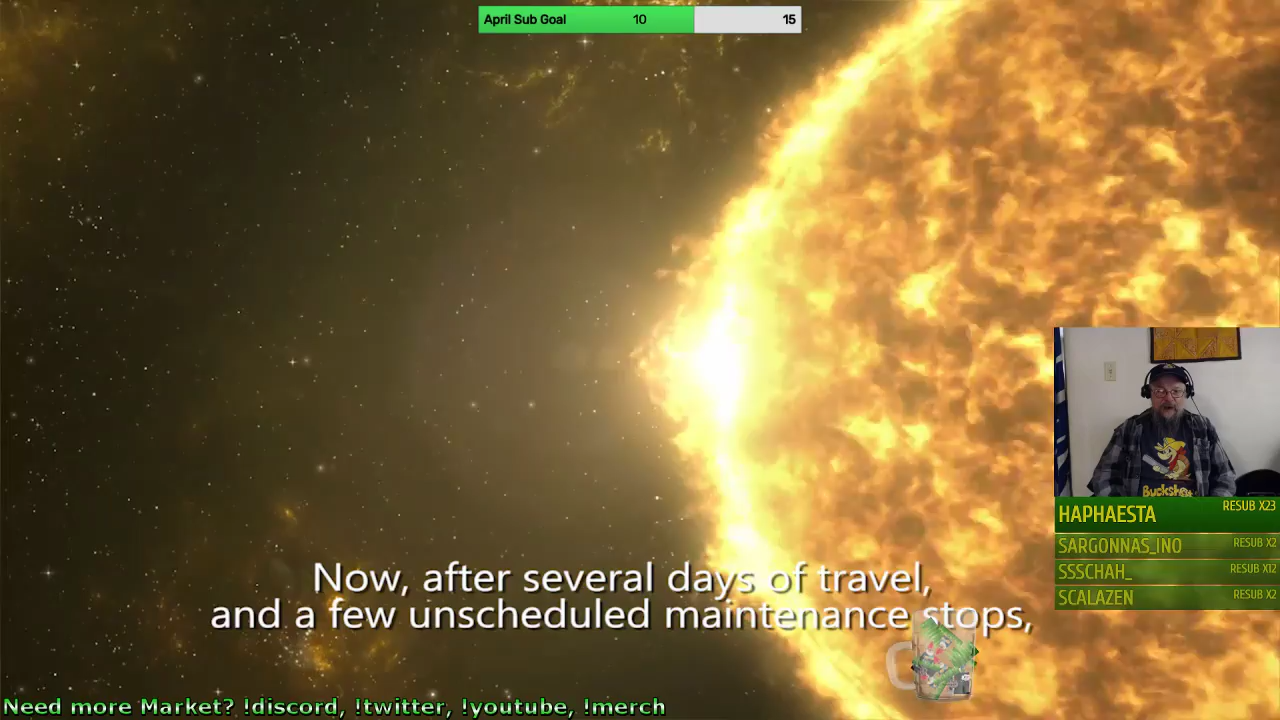 April Sub Goal 10 15
HAPHAESTA RESUB X23
SARGONNAS_INO RESUB X2
SSSCHAH_ RESUB X12
SCALAZEN RESUB X2
Now, after several days of travel,
and a few unscheduled maintenance stops,
Need more Market? !discord, !twitter, !youtube, !merch